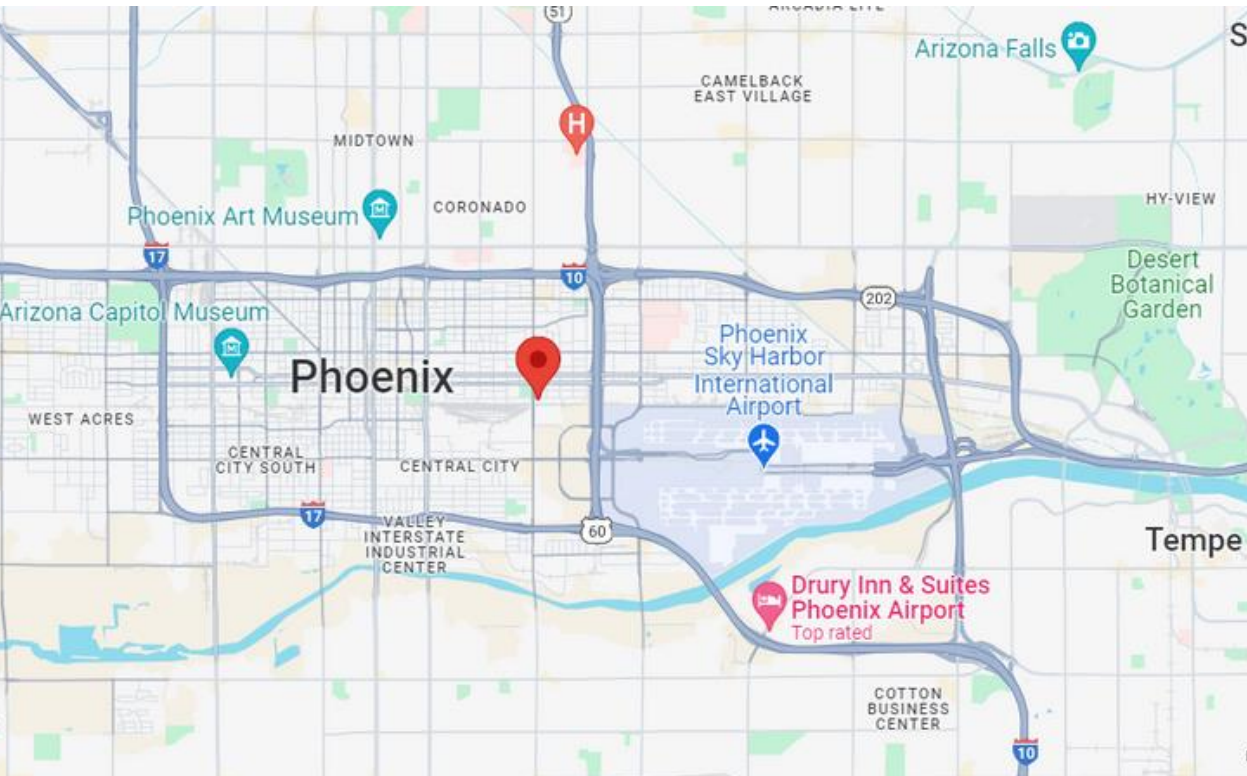 51
ARCADIA LITE
Arizona Falls
S
CAMELBACK
EAST VILLAGE
H
MIDTOWN
HY-VIEW
Phoenix Art Museum
CORONADO
17
10
Desert
Botanical
Garden
202
Arizona Capitol Museum
Phoenix
Sky Harbor
International
Airport
Phoenix
WEST ACRES
CENTRAL
CITY SOUTH
CENTRAL CITY
17
VALLEY
INTERSTATE
INDUSTRIAL
CENTER
60
Tempe
Drury Inn & Suites
Phoenix Airport
Top rated
COTTON
BUSINESS
CENTER
10